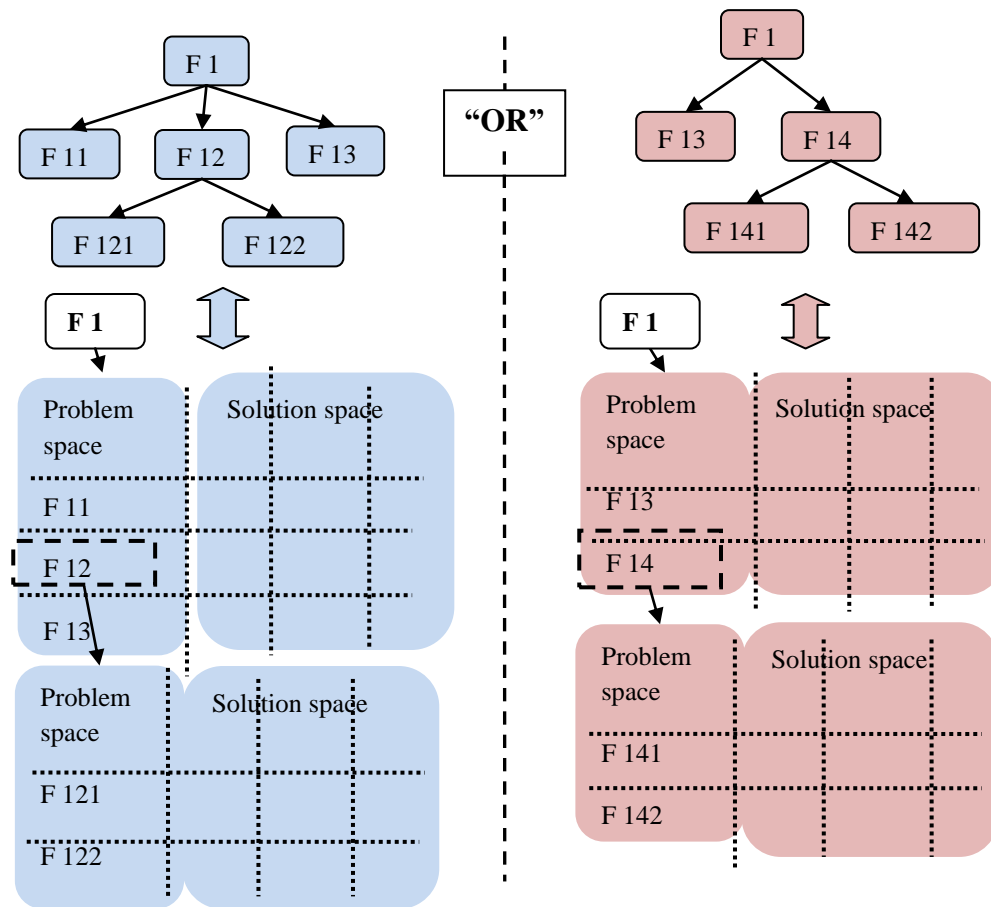 F 1
F 11
F 12
F 13
F 121
F 122
F 1
Problem
space
Solution space
F 11
F 12
F 13
Problem
space
Solution space
F 121
F 122
“OR”
F 1
F 13
F 14
F 141
F 142
F 1
Problem
space
Solution space
F 13
F 14
Problem
space
Solution space
F 141
F 142